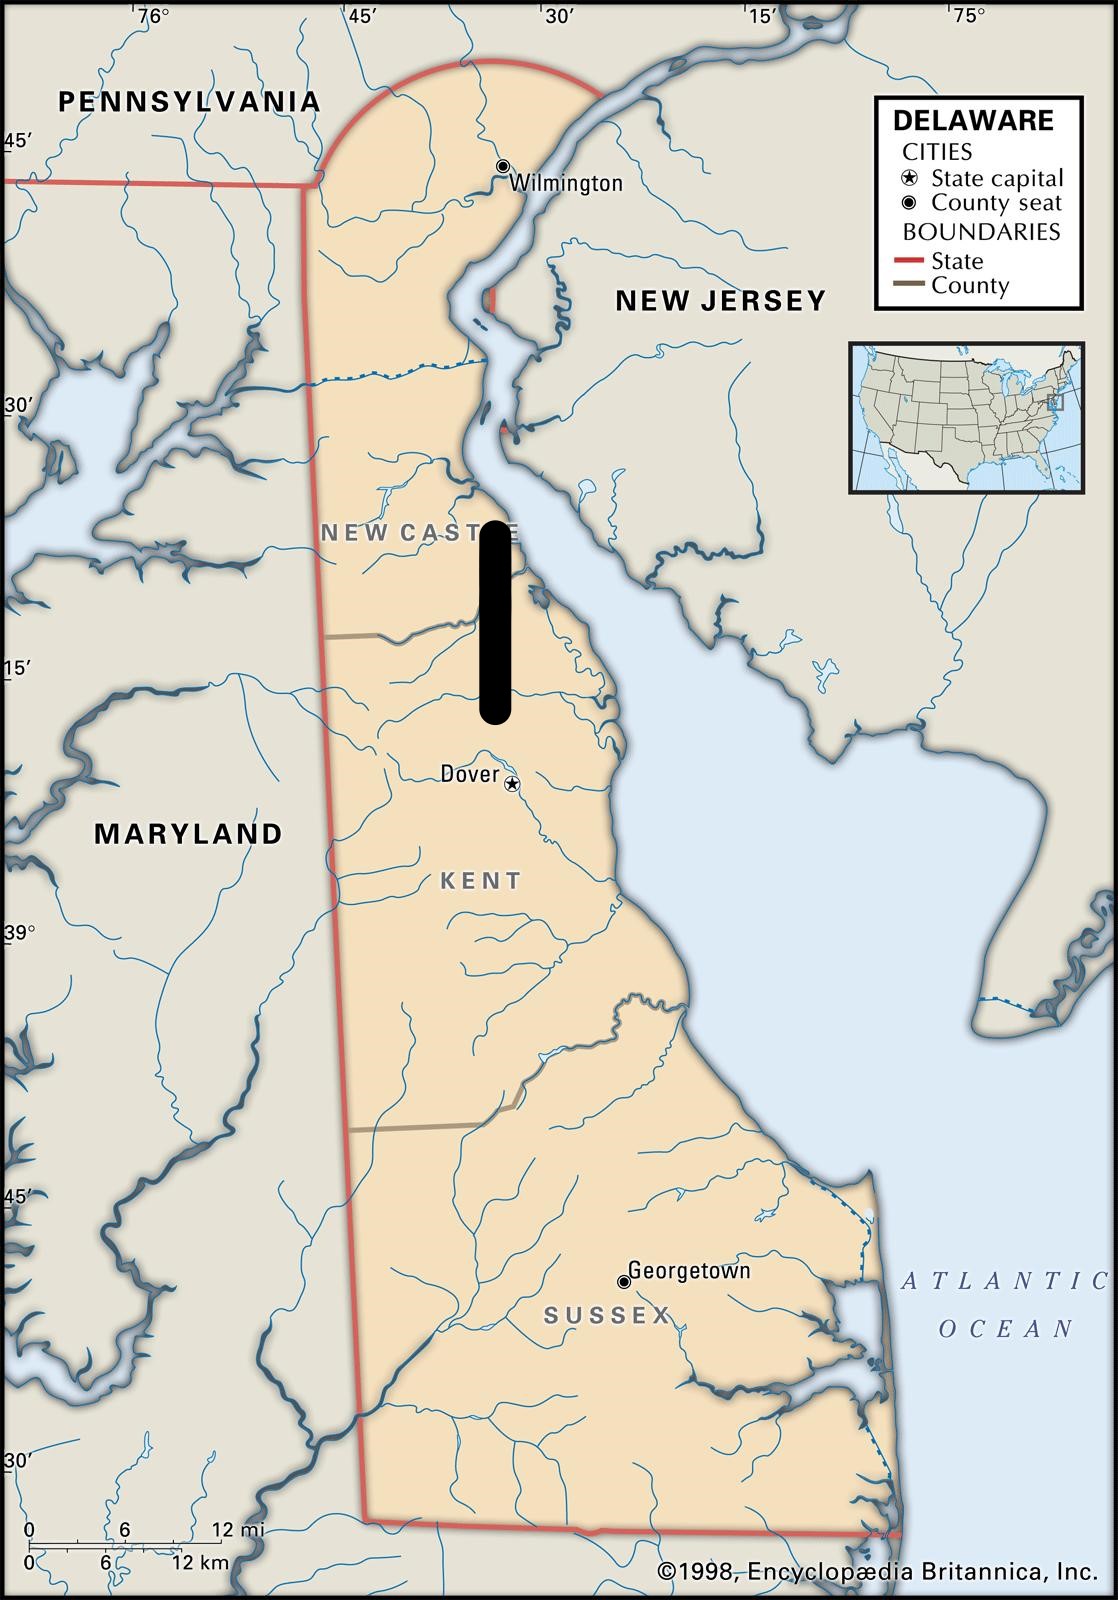 76°
45′
30′
15′
75°
PENNSYLVANIA
45′
DELAWARE
CITIES
State capital
County seat
BOUNDARIES
State
County
Wilmington
NEW JERSEY
30′
NEW
15′
Dover
MARYLAND
KENT
39°
45′
Georgetown
SUSSEX
ATLANTIC
OCEAN
30′
0 6 12 mi
0 6 12 km
©1998, Encyclopædia Britannica, Inc.